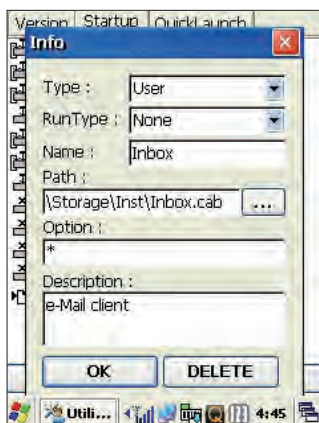 Version Startup QuickLaunch
Info
Type : User
RunType : None
Name : Inbox
Path :
\Storage\Inst\Inbox.cab ...
Option :
*
Description :
e-Mail client
OK DELETE
Utili... 4:45